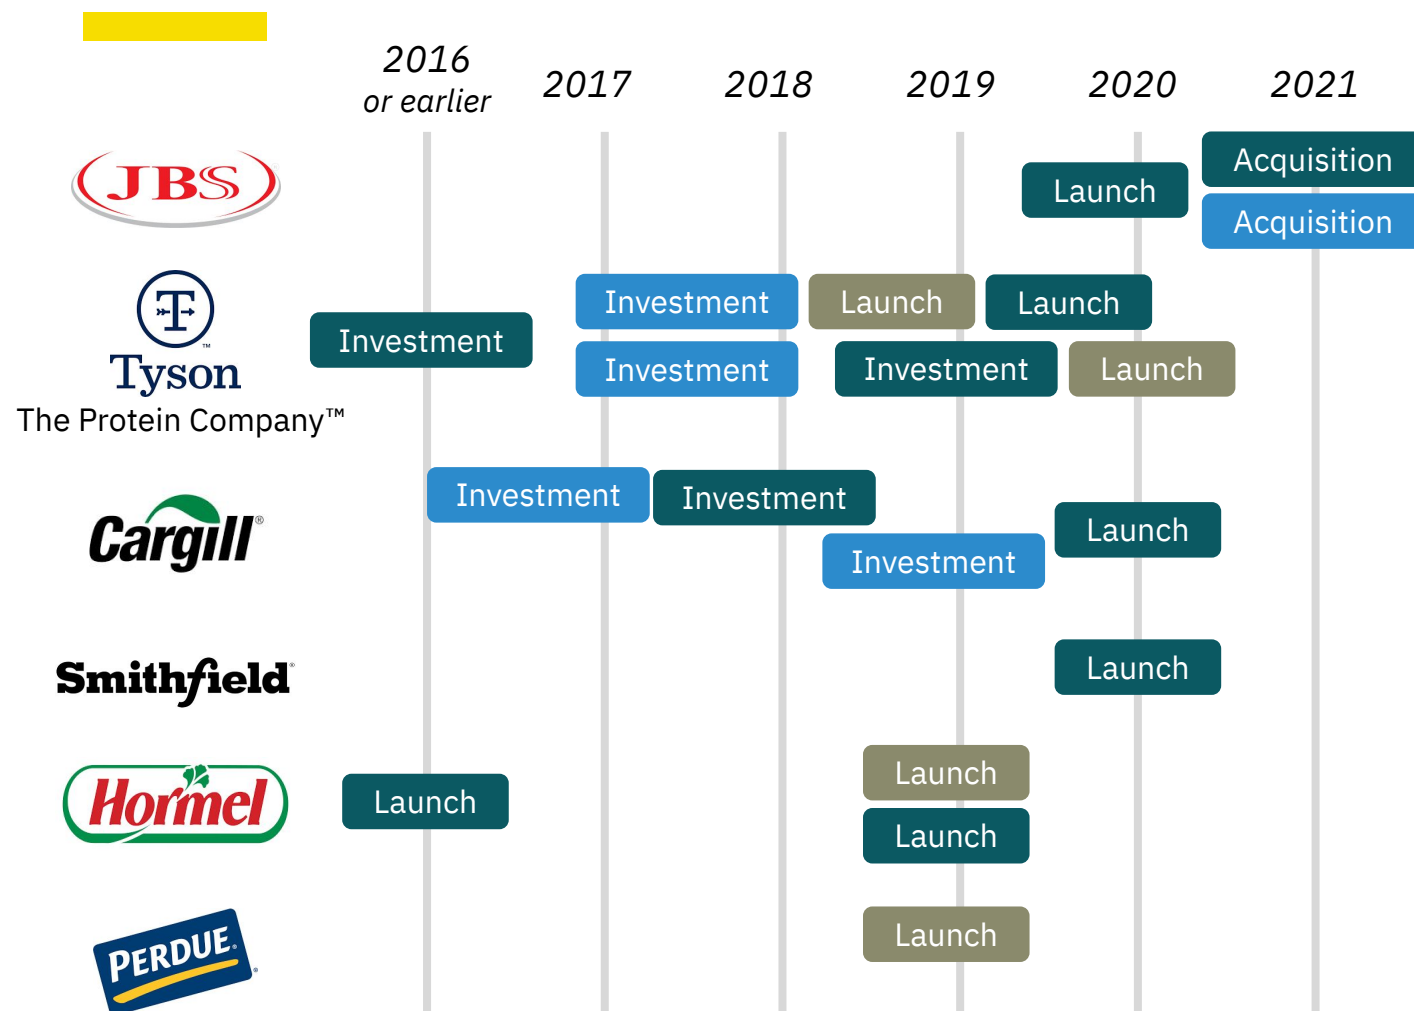 2016
or earlier
2017
2018
2019
2020
2021
JBS
Launch
Acquisition
Acquisition
T
™
Tyson
The Protein Company™
Investment
Investment
Investment
Launch
Investment
Launch
Launch
Cargill®
Investment
Investment
Investment
Launch
Smithfield®
Launch
Hormel
Launch
Launch
Launch
PERDUE®
Launch